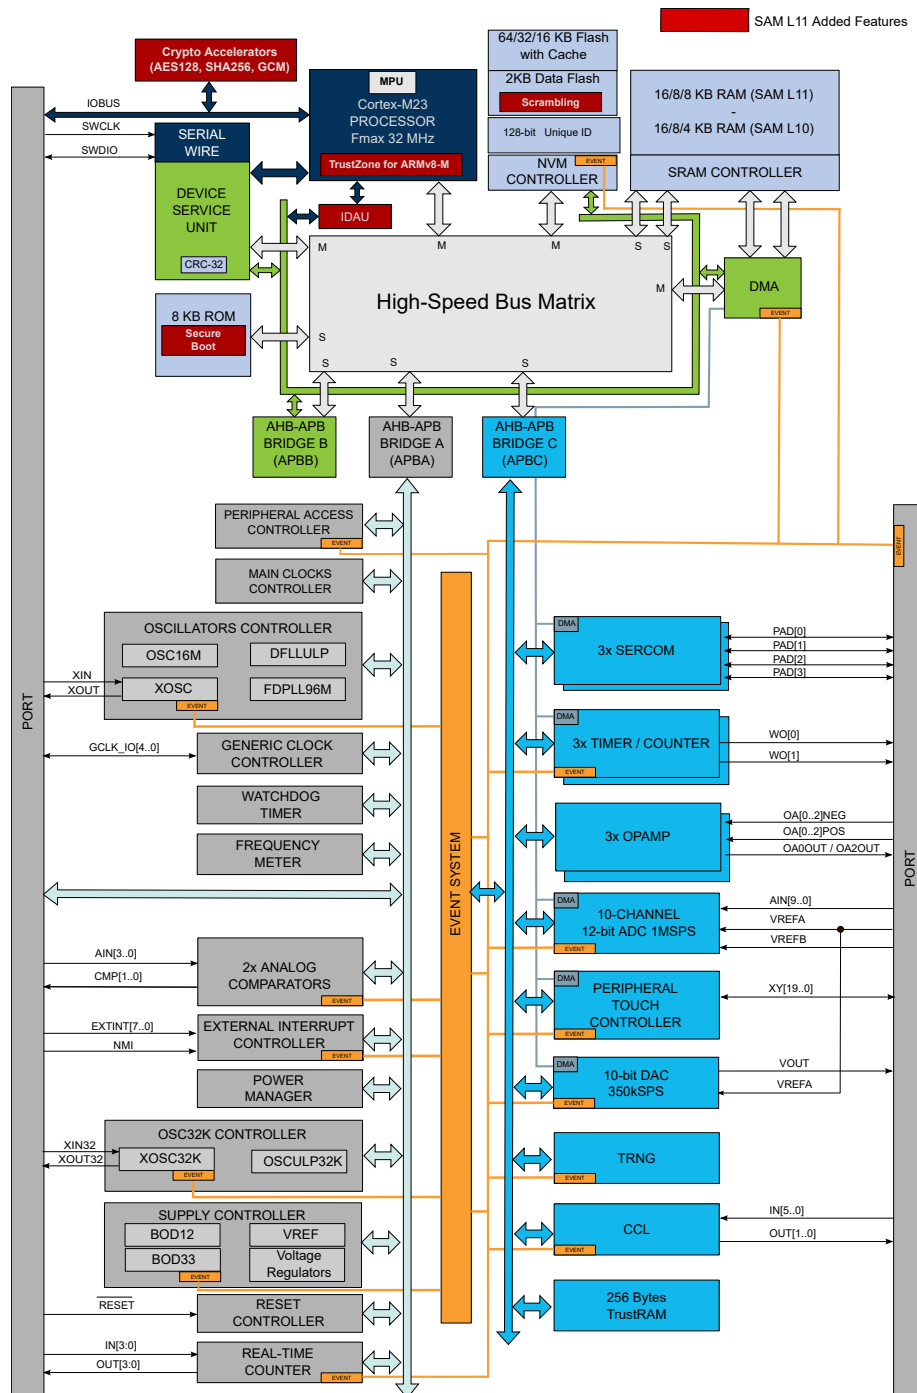 SAM L11 Added Features
Crypto Accelerators
(AES128, SHA256, GCM)
MPU
Cortex-M23
PROCESSOR
Fmax 32 MHz
TrustZone for ARMv8-M
64/32/16 KB Flash
with Cache
2KB Data Flash
Scrambling
128-bit Unique ID
EVENT
NVM
CONTROLLER
16/8/8 KB RAM (SAM L11)
-
16/8/4 KB RAM (SAM L10)
SRAM CONTROLLER
IOBUS
SWCLK
SWDIO
SERIAL
WIRE
DEVICE
SERVICE
UNIT
CRC-32
IDAU
M
M
M
S
S
High-Speed Bus Matrix
M
DMA
EVENT
8 KB ROM
Secure
Boot
S
S
S
S
AHB-APB
BRIDGE B
(APBB)
AHB-APB
BRIDGE A
(APBA)
AHB-APB
BRIDGE C
(APBC)
PORT
PERIPHERAL ACCESS
CONTROLLER
EVENT
MAIN CLOCKS
CONTROLLER
OSCILLATORS CONTROLLER
OSC16M
DFLLULP
XOSC
FDPLL96M
EVENT
XIN
XOUT
GCLK_IO[4..0]
GENERIC CLOCK
CONTROLLER
WATCHDOG
TIMER
FREQUENCY
METER
AIN[3..0]
CMP[1..0]
2x ANALOG
COMPARATORS
EVENT
EXTINT[7..0]
NMI
EXTERNAL INTERRUPT
CONTROLLER
EVENT
POWER
MANAGER
OSC32K CONTROLLER
XIN32
XOUT32
XOSC32K
OSCULP32K
EVENT
SUPPLY CONTROLLER
BOD12
VREF
BOD33
Voltage
Regulators
EVENT
RESET
RESET
CONTROLLER
IN[3:0]
OUT[3:0]
REAL-TIME
COUNTER
EVENT
EVENT SYSTEM
EVENT
PORT
DMA
3x SERCOM
PAD[0]
PAD[1]
PAD[2]
PAD[3]
DMA
3x TIMER / COUNTER
EVENT
WO[0]
WO[1]
3x OPAMP
OA[0..2]NEG
OA[0..2]POS
OA0OUT / OA2OUT
DMA
10-CHANNEL
12-bit ADC 1MSPS
EVENT
AIN[9..0]
VREFA
VREFB
DMA
PERIPHERAL
TOUCH
CONTROLLER
EVENT
XY[19..0]
DMA
10-bit DAC
350kSPS
EVENT
VOUT
VREFA
TRNG
EVENT
CCL
EVENT
IN[5..0]
OUT[1..0]
256 Bytes
TrustRAM